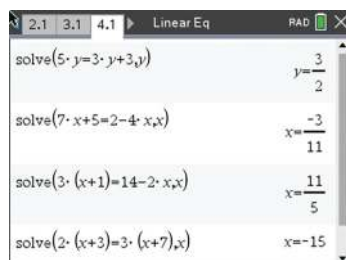 2.1 3.1 4.1 Linear Eq RAD
solve(5·y=3·y+3,y) y=3/2
solve(7·x+5=2−4·x,x) x=-3/11
solve(3·(x+1)=14−2·x,x) x=11/5
solve(2·(x+3)=3·(x+7),x) x=-15